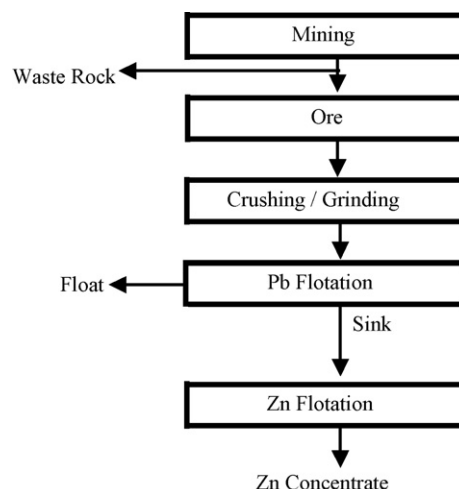 Mining
Waste Rock
Ore
Crushing / Grinding
Float
Pb Flotation
Sink
Zn Flotation
Zn Concentrate